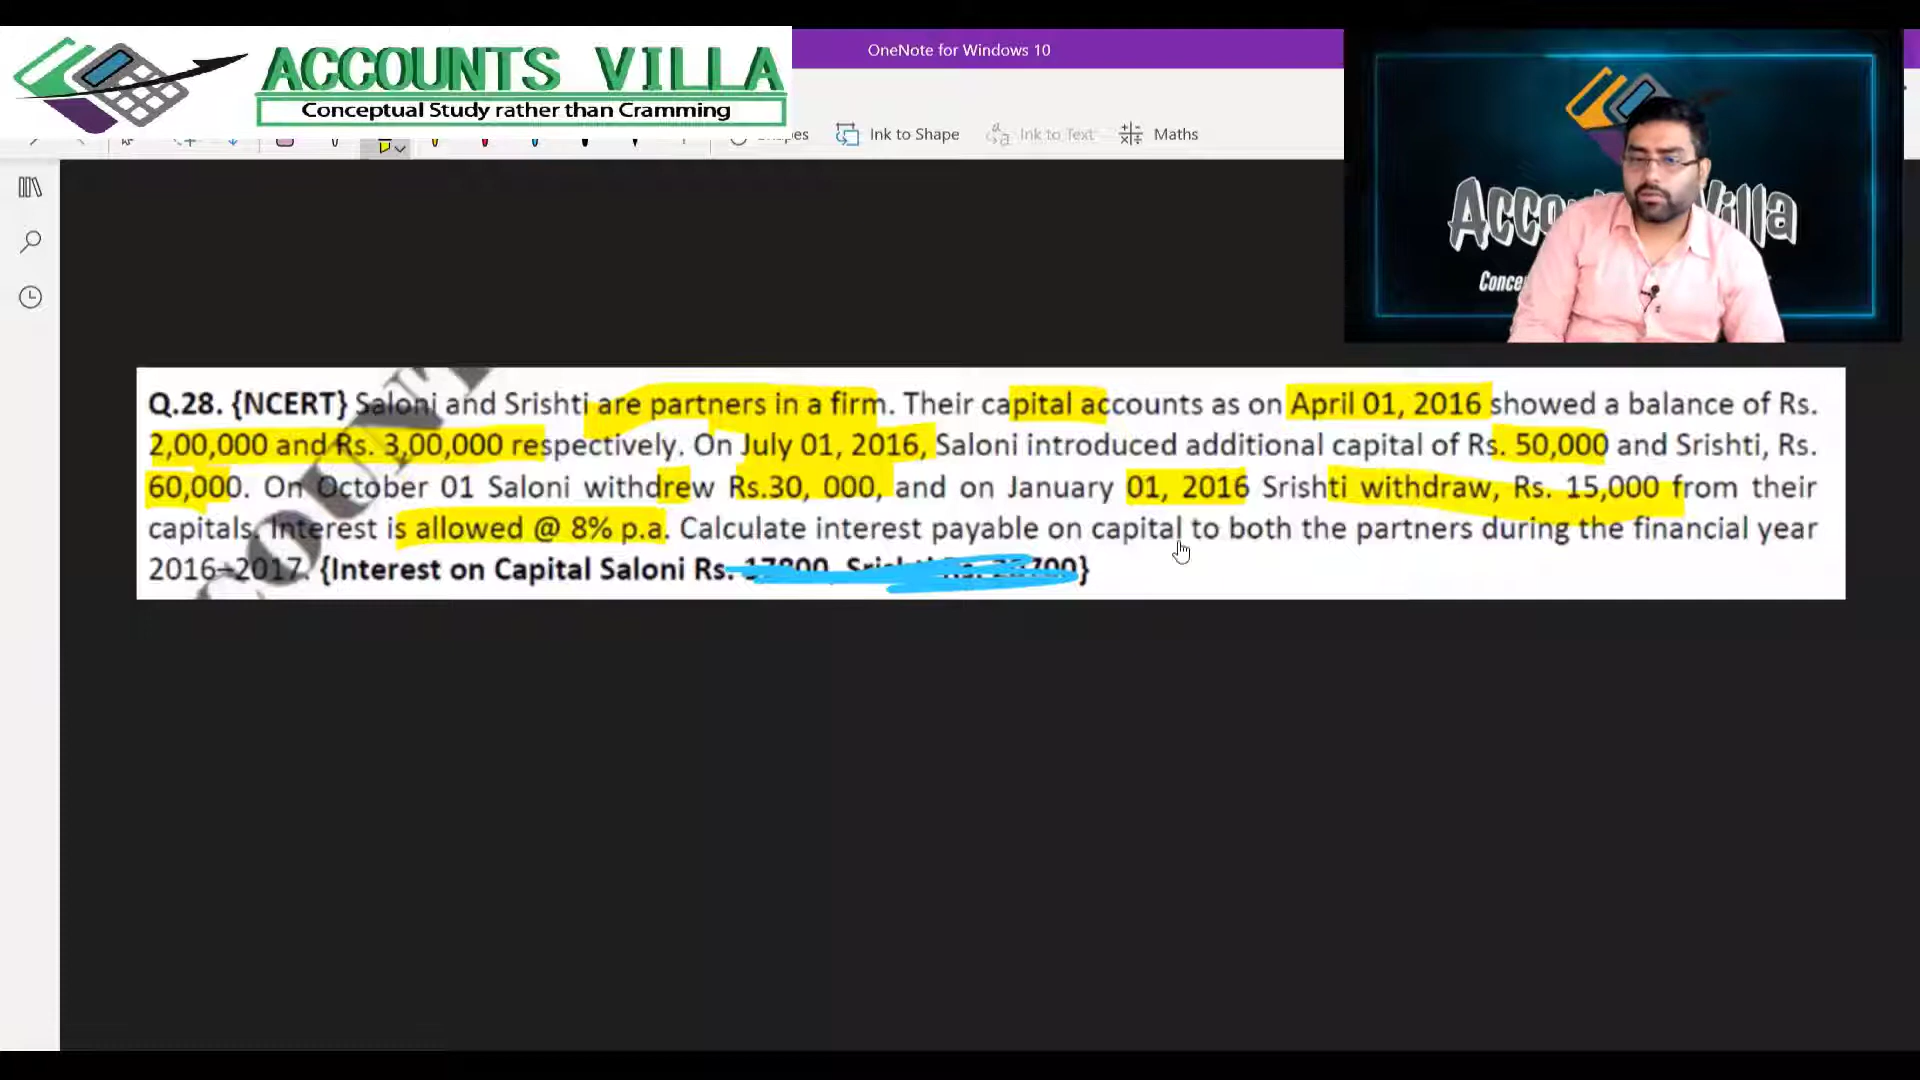 ACCOUNTS VILLA
Conceptual Study rather than Cramming
OneNote for Windows 10
Ink to Shape
Ink to Text
Maths
Q.28. {NCERT} Saloni and Srishti are partners in a firm. Their capital accounts as on April 01, 2016 showed a balance of Rs.
2,00,000 and Rs. 3,00,000 respectively. On July 01, 2016, Saloni introduced additional capital of Rs. 50,000 and Srishti, Rs.
60,000. On October 01 Saloni withdrew Rs.30, 000, and on January 01, 2016 Srishti withdraw, Rs. 15,000 from their
capitals. Interest is allowed @ 8% p.a. Calculate interest payable on capital to both the partners during the financial year
2016–2017. {Interest on Capital Saloni Rs. }